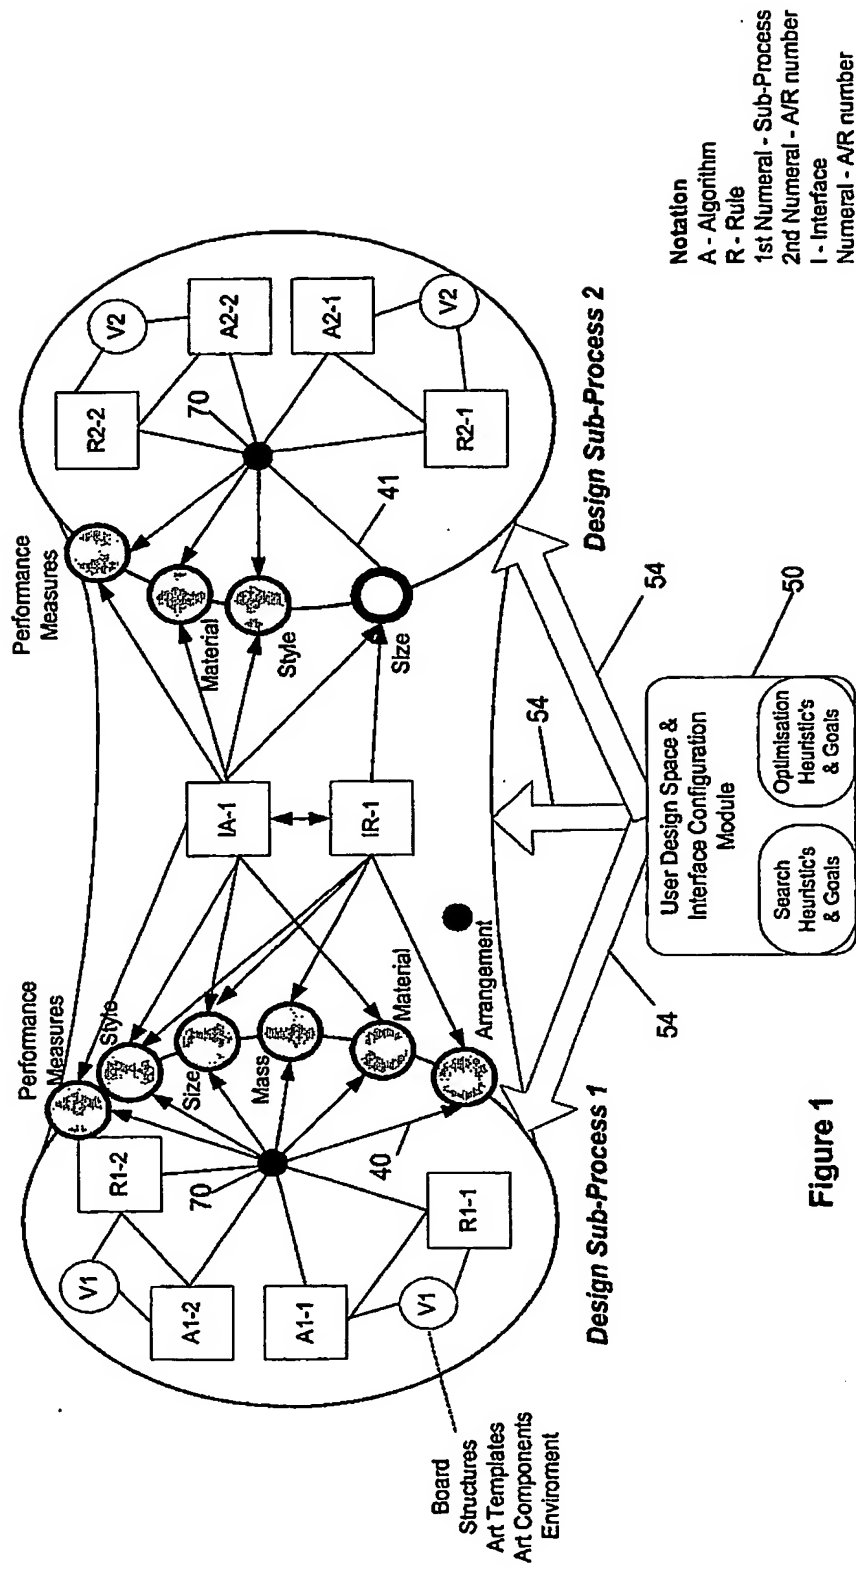 Performance
Measures
Style
Size
Mass
Material
Arrangement
R1-2
V1
A1-2
70
A1-1
40
R1-1
V1
Board
Structures
Art Templates
Art Components
Enviroment
Design Sub-Process 1
IA-1
IR-1
Performance
Measures
Material
Style
Size
R2-2
V2
A2-2
70
A2-1
41
R2-1
V2
Design Sub-Process 2
54
54
54
50
User Design Space &
Interface Configuration
Module
Search
Heuristic's
& Goals
Optimisation
Heuristic's
& Goals
Notation
A - Algorithm
R - Rule
1st Numeral - Sub-Process
2nd Numeral - A/R number
I - Interface
Numeral - A/R number
Figure 1